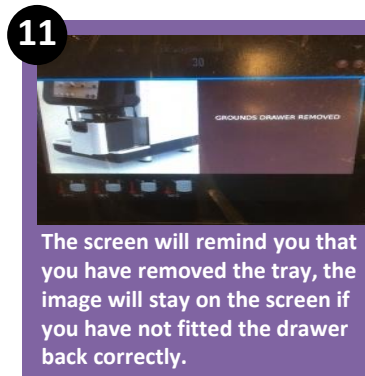 11
30
GROUNDS DRAWER REMOVED
The screen will remind you that
you have removed the tray, the
image will stay on the screen if
you have not fitted the drawer
back correctly.